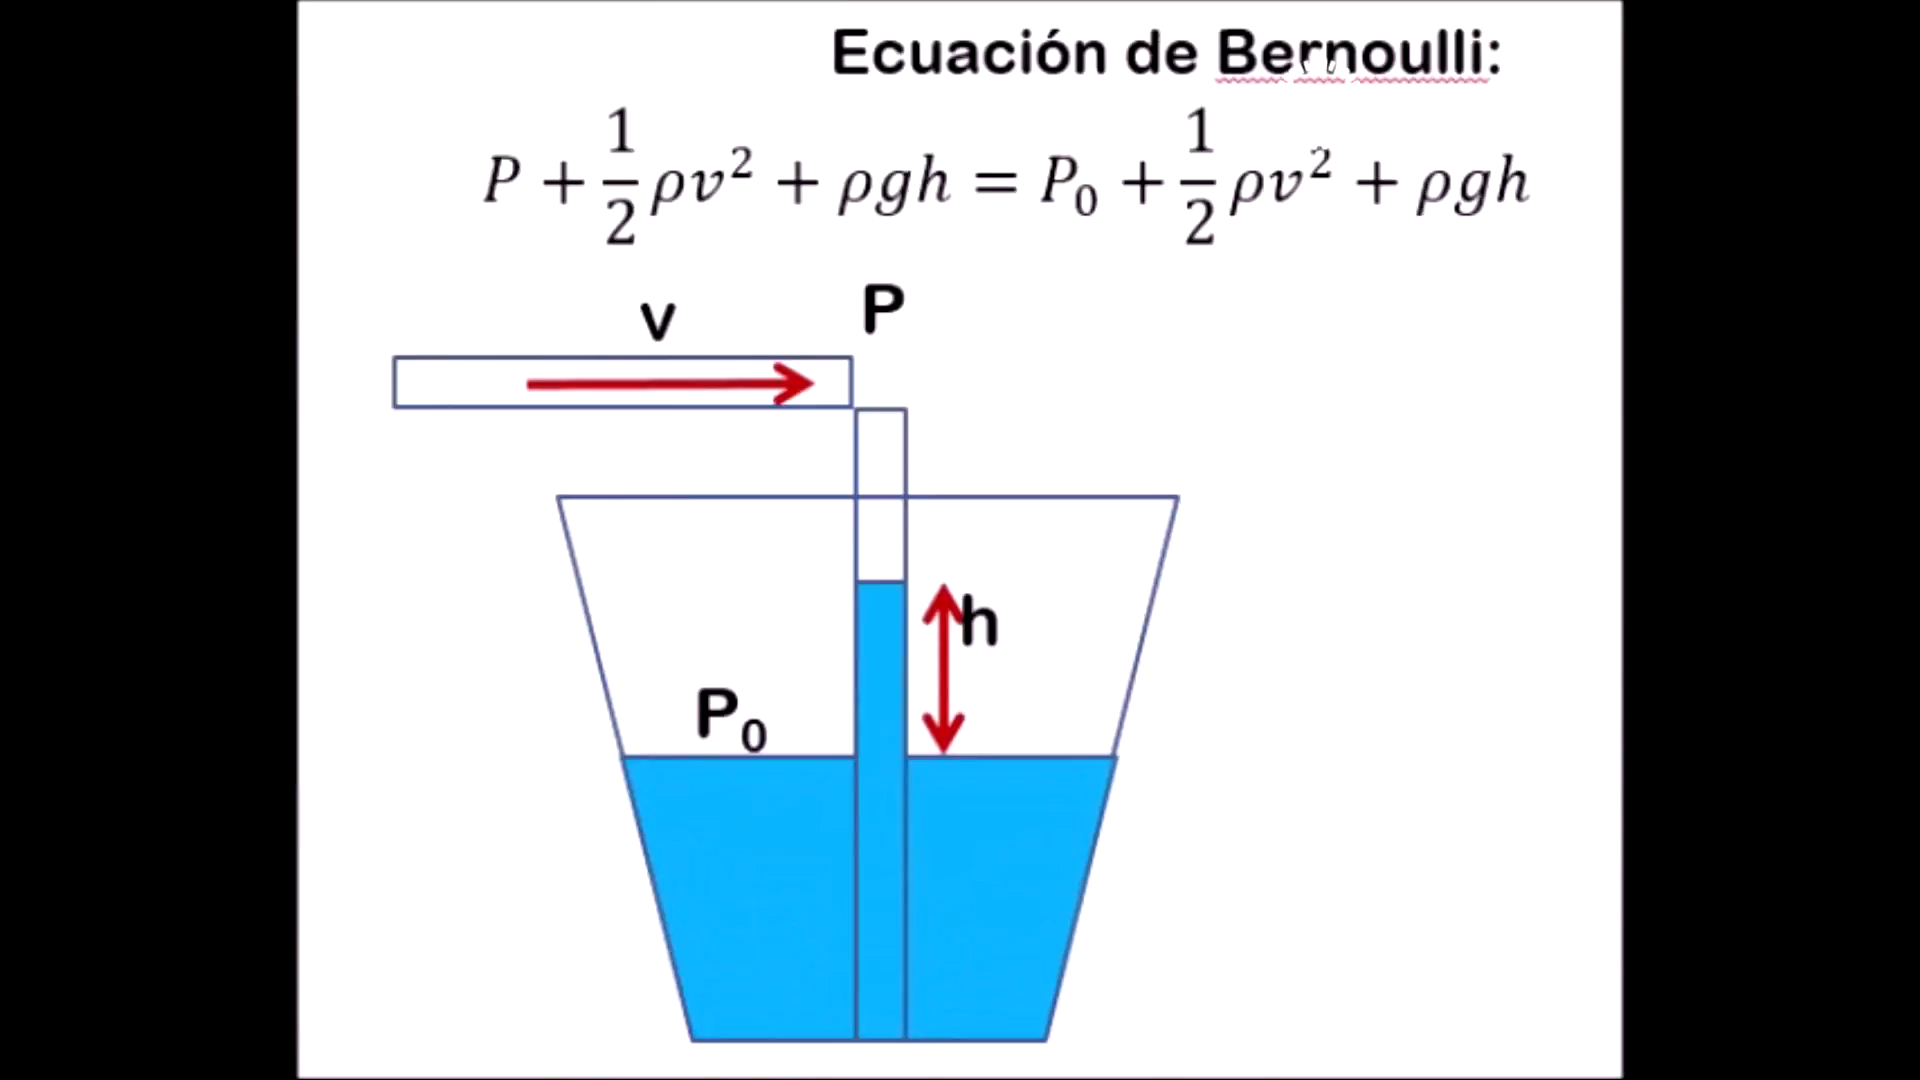 Ecuación de Bernoulli:
P + 1/2 ρv² + ρgh = P₀ + 1/2 ρv² + ρgh
v
P
h
P₀